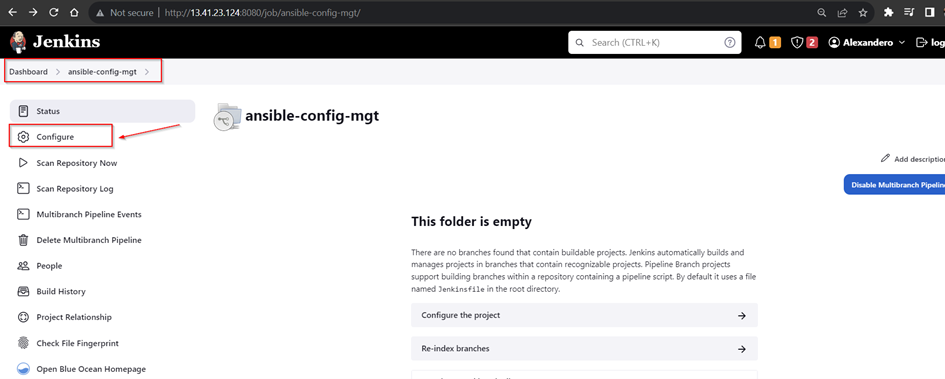 Not secure | http://13.41.23.124:8080/job/ansible-config-mgt/
Jenkins
Search (CTRL+K)
?
1
2
Alexandero
log
Dashboard > ansible-config-mgt >
Status
Configure
Scan Repository Now
Scan Repository Log
Multibranch Pipeline Events
Delete Multibranch Pipeline
People
Build History
Project Relationship
Check File Fingerprint
Open Blue Ocean Homepage
ansible-config-mgt
Add description
Disable Multibranch Pipeline
This folder is empty
There are no branches found that contain buildable projects. Jenkins automatically builds and
manages projects in branches that contain recognizable projects. Pipeline Branch projects
support building branches within a repository containing a pipeline script. By default it uses a file
named Jenkinsfile in the root directory.
Configure the project
Re-index branches